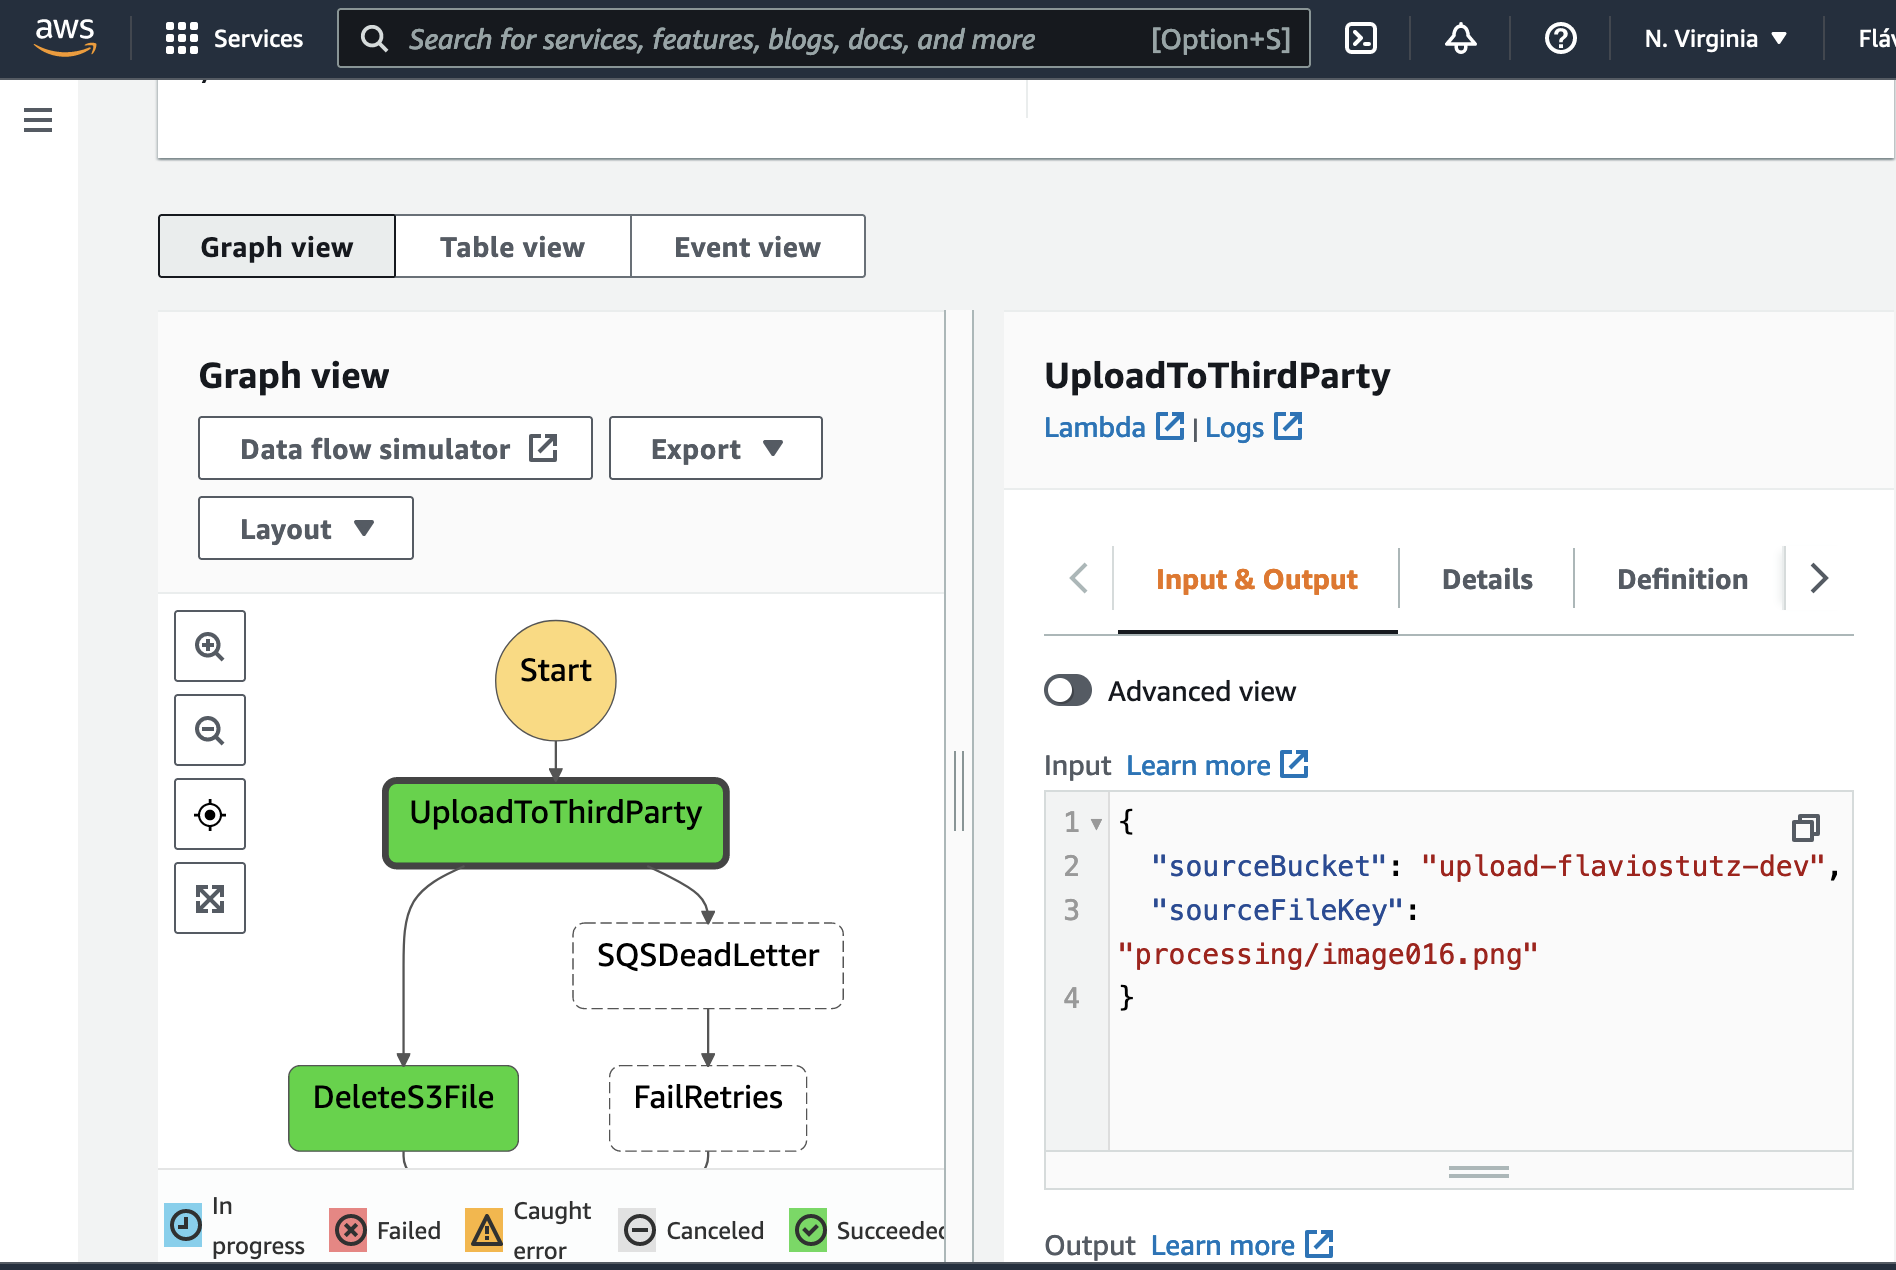 aws
Services
Search for services, features, blogs, docs, and more
[Option+S]
N. Virginia
Fláv
Graph view
Table view
Event view
Graph view
Data flow simulator
Export
Layout
Start
UploadToThirdParty
SQSDeadLetter
DeleteS3File
FailRetries
In
progress
Failed
Caught
error
Canceled
Succeeded
UploadToThirdParty
Lambda | Logs
Input & Output
Details
Definition
Advanced view
Input Learn more
1 {
2 "sourceBucket": "upload-flaviostutz-dev",
3 "sourceFileKey":
"processing/image016.png"
4 }
Output Learn more